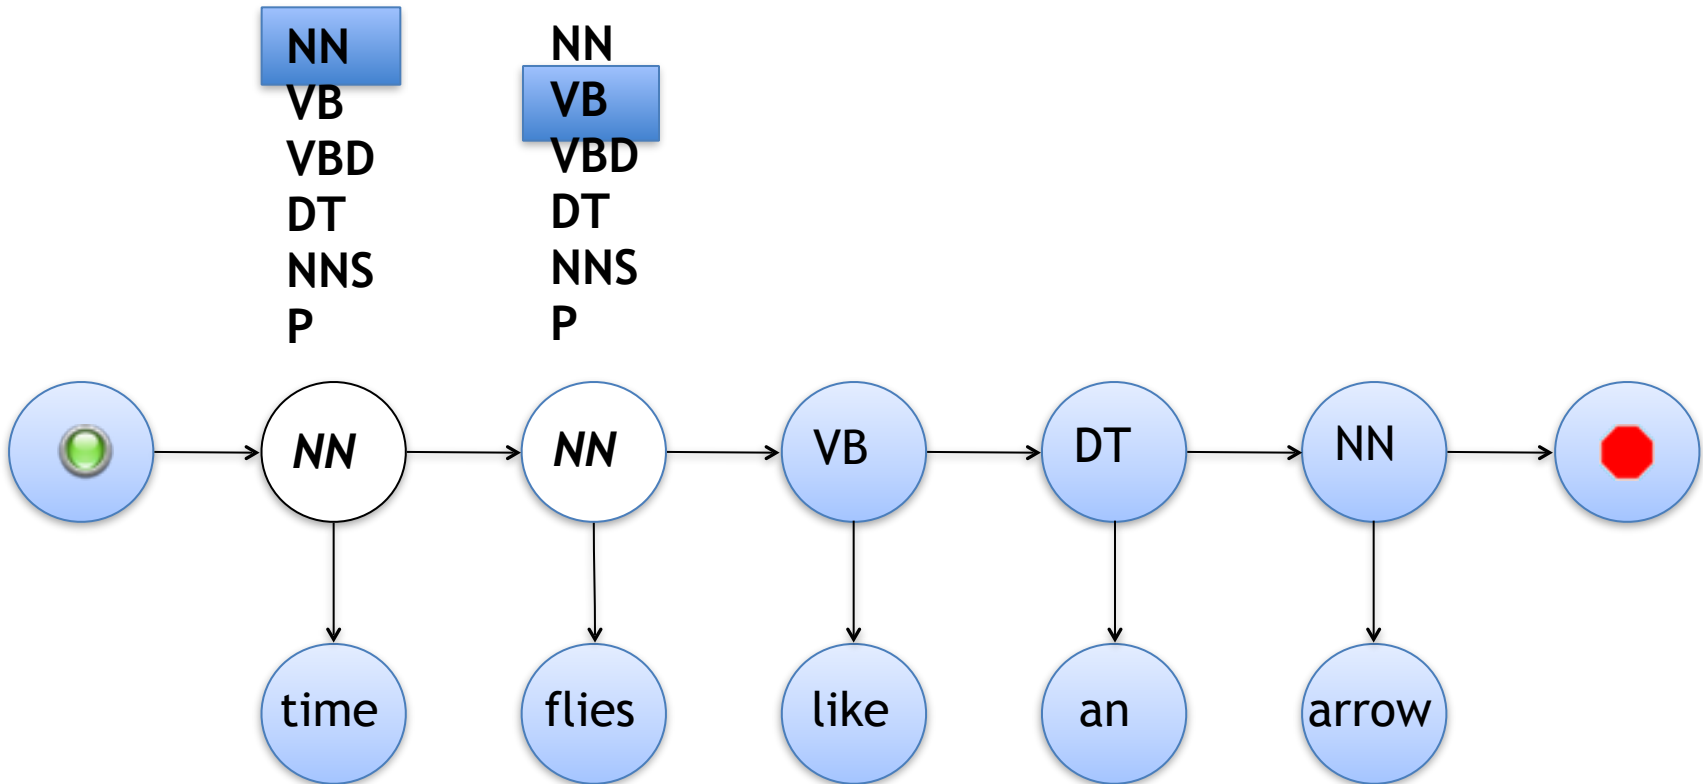 NN
VB
VBD
DT
NNS
P
NN
VB
VBD
DT
NNS
P
NN
NN
VB
DT
NN
time
flies
like
an
arrow